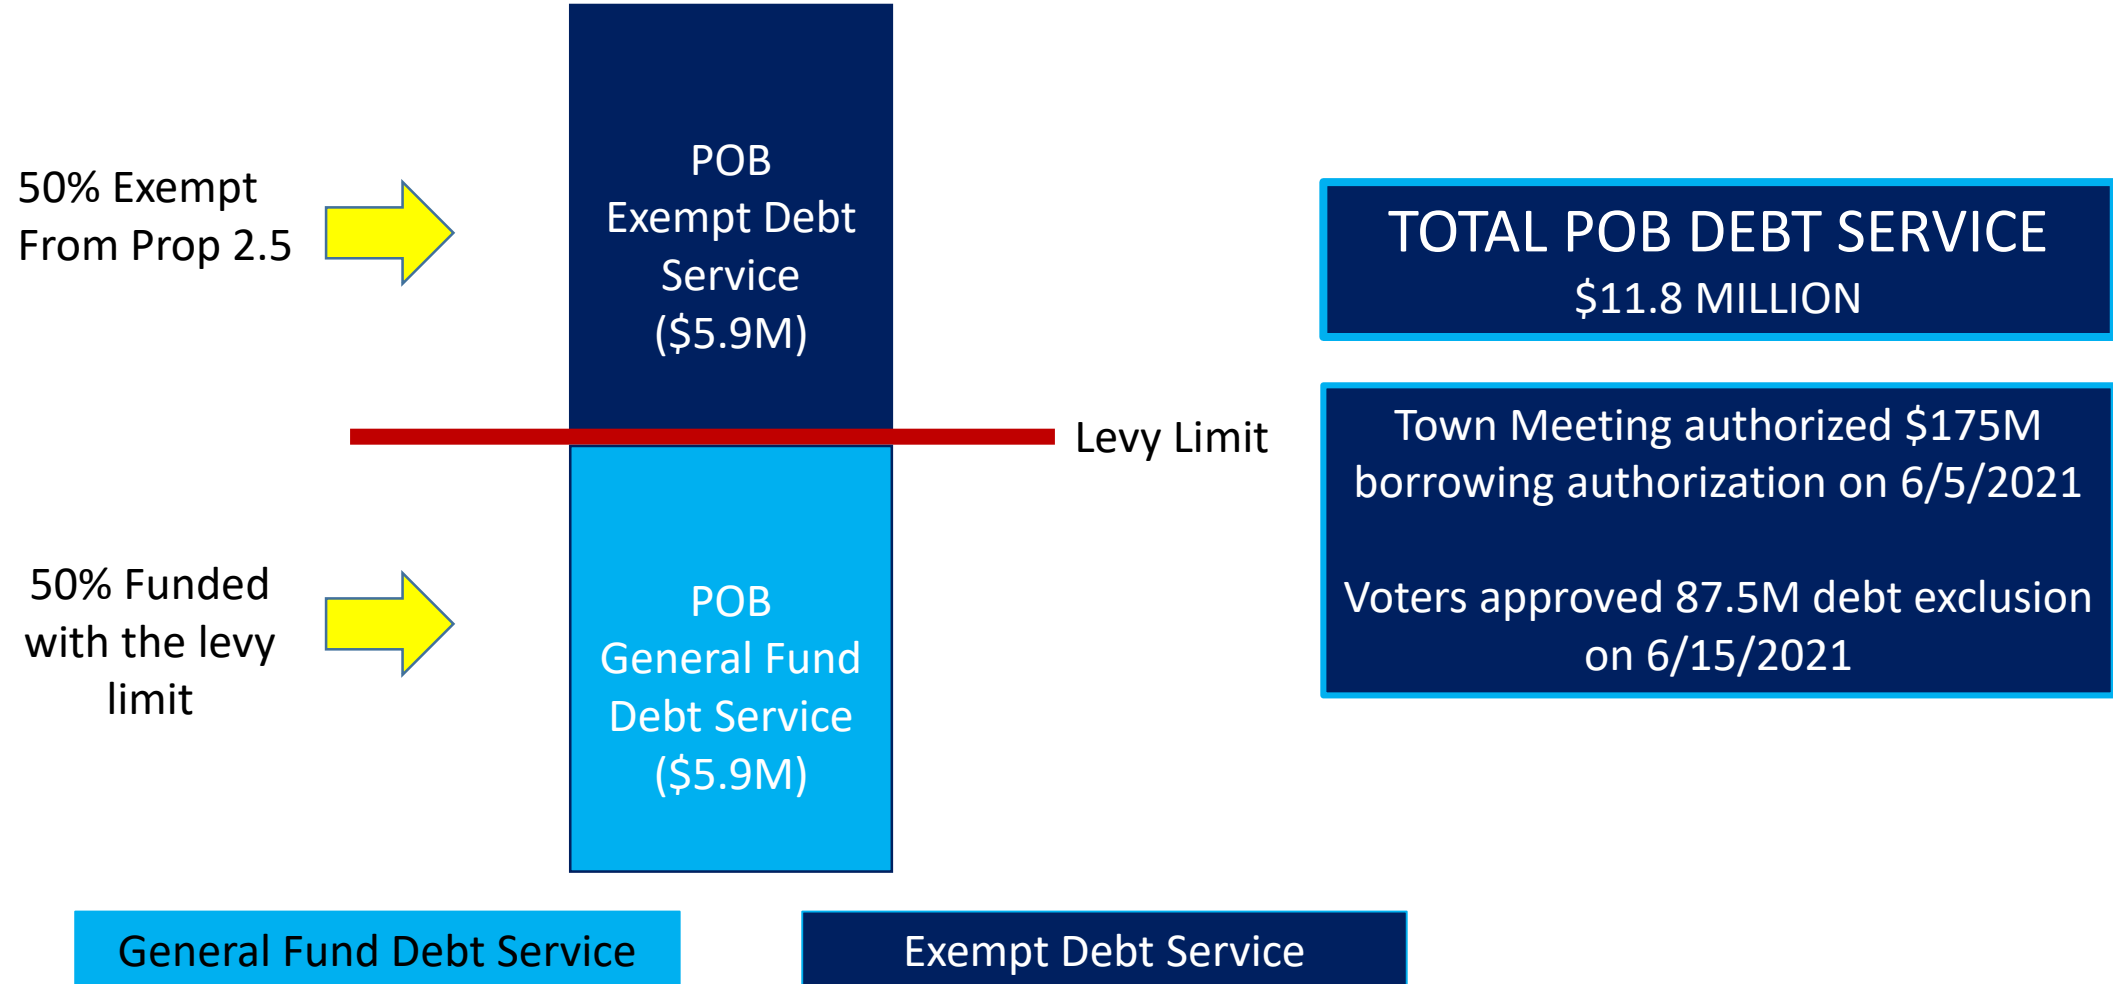 50% Exempt
From Prop 2.5
POB
Exempt Debt
Service
($5.9M)
TOTAL POB DEBT SERVICE
$11.8 MILLION
Levy Limit
Town Meeting authorized $175M
borrowing authorization on 6/5/2021
Voters approved 87.5M debt exclusion
on 6/15/2021
50% Funded
with the levy
limit
POB
General Fund
Debt Service
($5.9M)
General Fund Debt Service
Exempt Debt Service